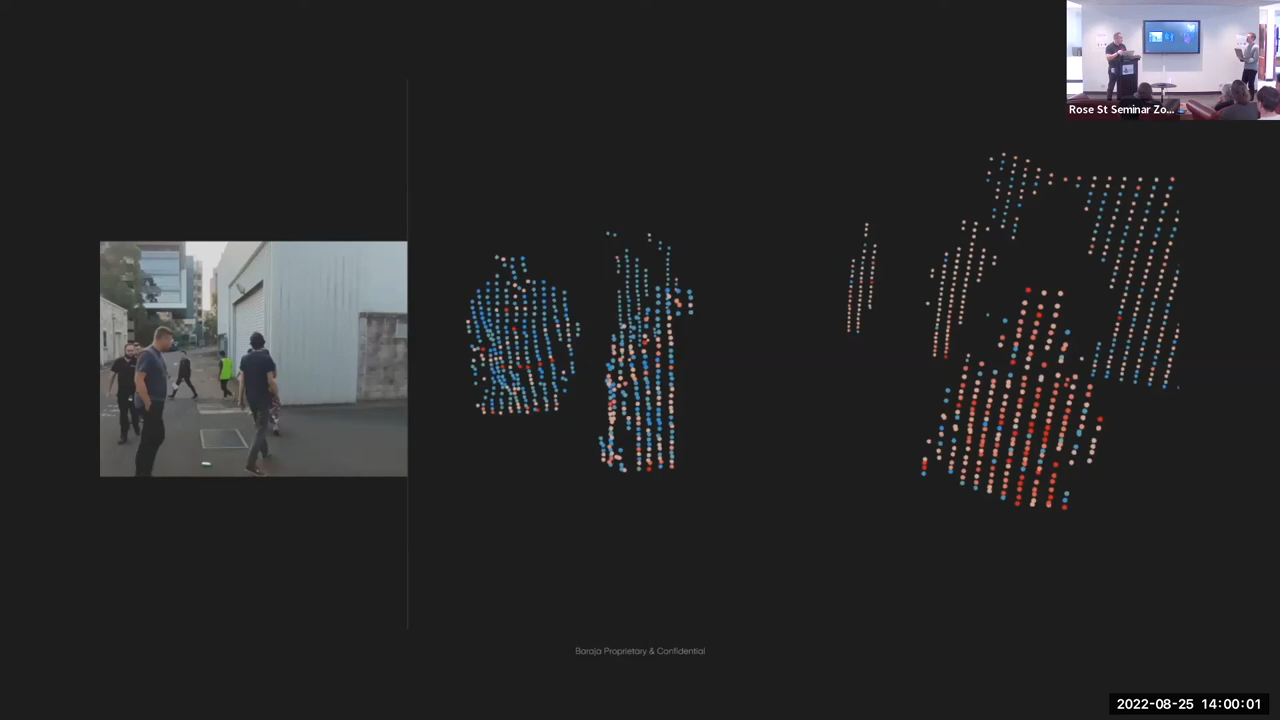 Rose St Seminar Zo...
Baraja Proprietary & Confidential
2022-08-25 14:00:01